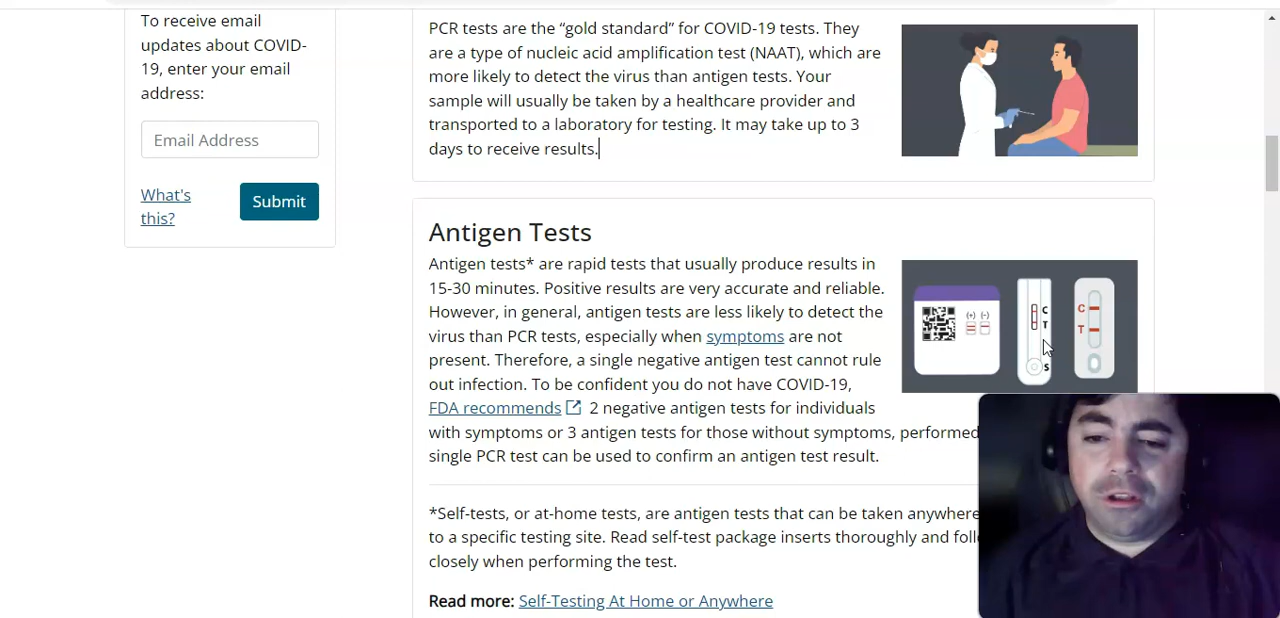 To receive email
updates about COVID-
19, enter your email
address:
Email Address
What's
this?
Submit
PCR tests are the “gold standard” for COVID-19 tests. They
are a type of nucleic acid amplification test (NAAT), which are
more likely to detect the virus than antigen tests. Your
sample will usually be taken by a healthcare provider and
transported to a laboratory for testing. It may take up to 3
days to receive results.
Antigen Tests
Antigen tests* are rapid tests that usually produce results in
15-30 minutes. Positive results are very accurate and reliable.
However, in general, antigen tests are less likely to detect the
virus than PCR tests, especially when symptoms are not
present. Therefore, a single negative antigen test cannot rule
out infection. To be confident you do not have COVID-19,
FDA recommends 2 negative antigen tests for individuals
with symptoms or 3 antigen tests for those without symptoms, performed
single PCR test can be used to confirm an antigen test result.
(+) (-)
C
T
S
C
T
*Self-tests, or at-home tests, are antigen tests that can be taken anywhere
to a specific testing site. Read self-test package inserts thoroughly and foll
closely when performing the test.
Read more: Self-Testing At Home or Anywhere